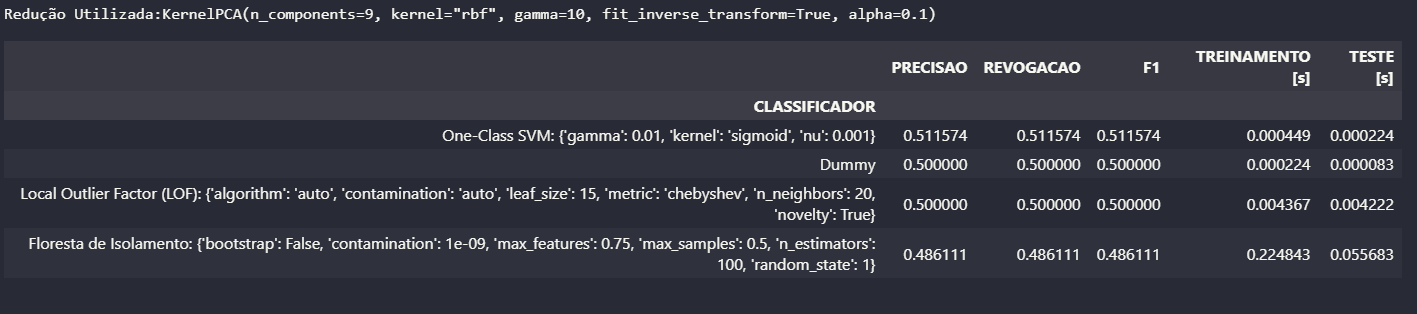 Redução Utilizada:KernelPCA(n_components=9, kernel="rbf", gamma=10, fit_inverse_transform=True, alpha=0.1)
PRECISAO REVOGACAO F1 TREINAMENTO [s] TESTE [s]
CLASSIFICADOR
One-Class SVM: {'gamma': 0.01, 'kernel': 'sigmoid', 'nu': 0.001} 0.511574 0.511574 0.511574 0.000449 0.000224
Dummy 0.500000 0.500000 0.500000 0.000224 0.000083
Local Outlier Factor (LOF): {'algorithm': 'auto', 'contamination': 'auto', 'leaf_size': 15, 'metric': 'chebyshev', 'n_neighbors': 20,
'novelty': True} 0.500000 0.500000 0.500000 0.004367 0.004222
Floresta de Isolamento: {'bootstrap': False, 'contamination': 1e-09, 'max_features': 0.75, 'max_samples': 0.5, 'n_estimators':
100, 'random_state': 1} 0.486111 0.486111 0.486111 0.224843 0.055683